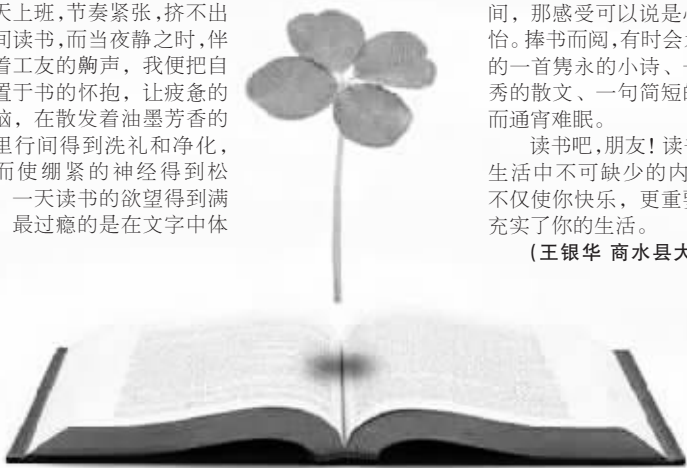 天上班，节奏紧张，挤不出
间读书，而当夜静之时，伴
着工友的齁声，我便把自
置于书的怀抱，让疲惫的
脑，在散发着油墨芳香的
里行间得到洗礼和净化，
而使绷紧的神经得到松
一天读书的欲望得到满
最过瘾的是在文字中体
间，那感受可以说是
怡。捧书而阅，有时会
的一首隽永的小诗、
秀的散文、一句简短的
而通宵难眠。
读书吧，朋友！读
生活中不可缺少的内
不仅使你快乐，更重
充实了你的生活。
(王银华 商水县大